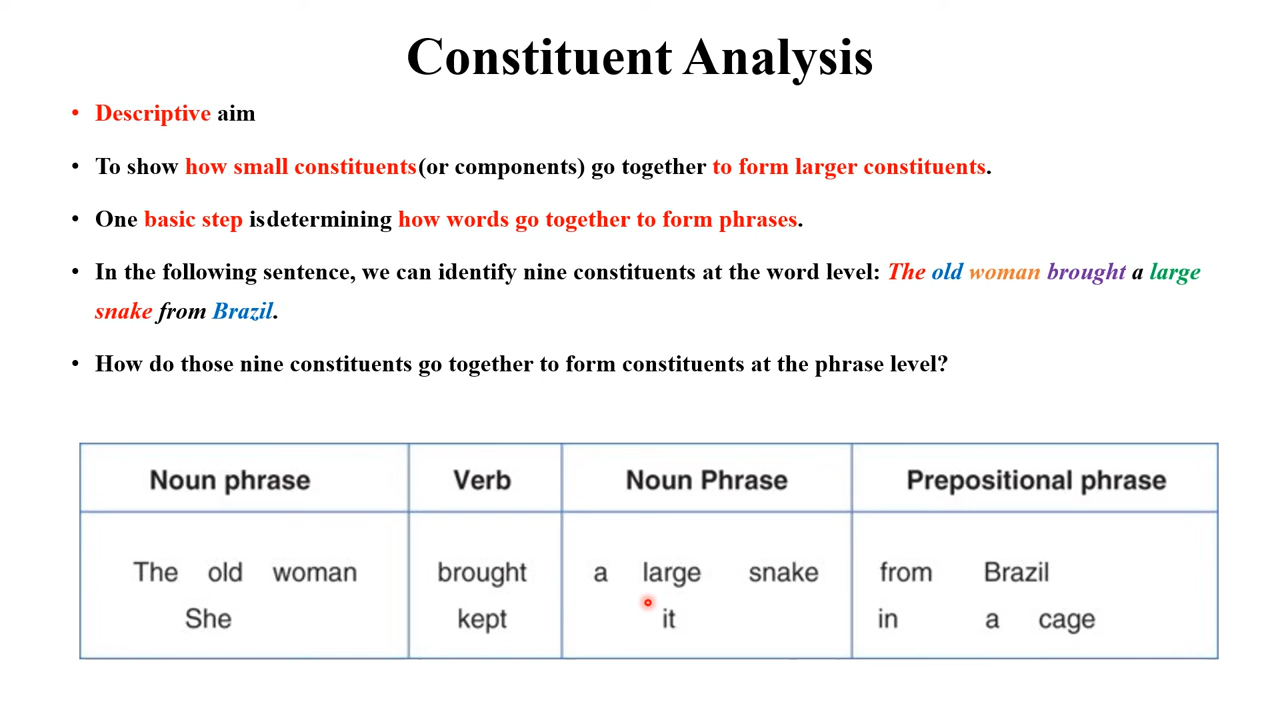 Constituent Analysis
• Descriptive aim
• To show how small constituents(or components) go together to form larger constituents.
• One basic step isdetermining how words go together to form phrases.
• In the following sentence, we can identify nine constituents at the word level: The old woman brought a large
snake from Brazil.
• How do those nine constituents go together to form constituents at the phrase level?
Noun phrase Verb Noun Phrase Prepositional phrase
The old woman brought a large snake from Brazil
She kept it in a cage